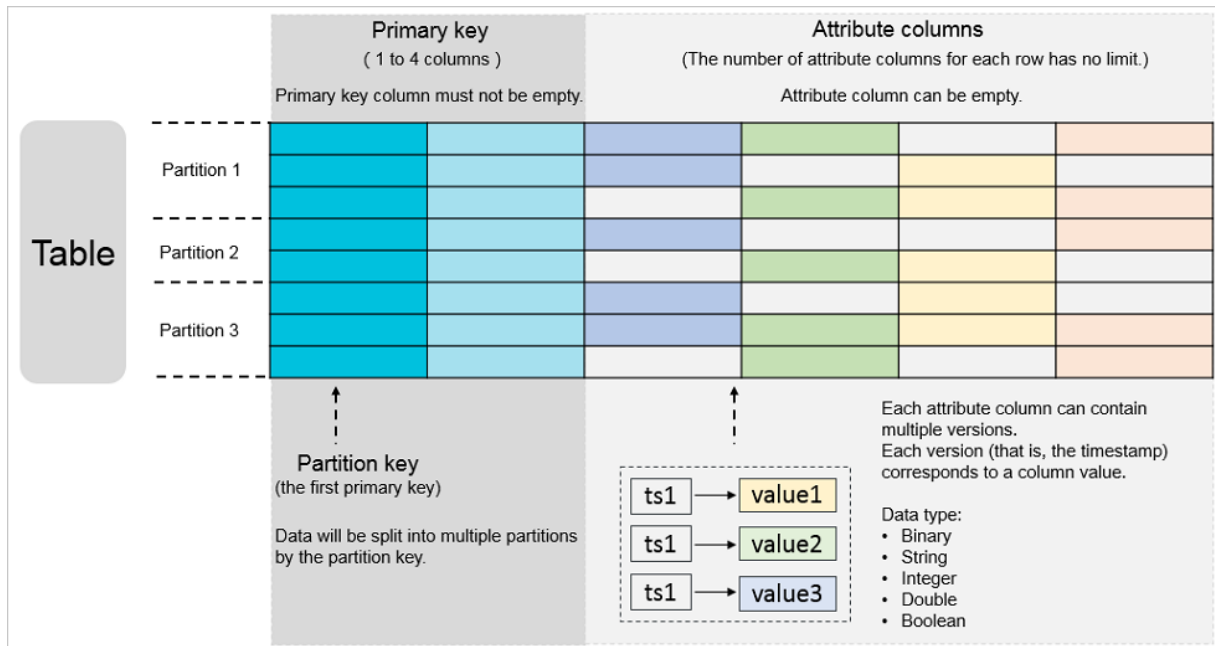 Primary key
( 1 to 4 columns )
Primary key column must not be empty.
Attribute columns
(The number of attribute columns for each row has no limit.)
Attribute column can be empty.
Table
Partition 1
Partition 2
Partition 3
Partition key
(the first primary key)
Data will be split into multiple partitions
by the partition key.
ts1
value1
ts1
value2
ts1
value3
Each attribute column can contain
multiple versions.
Each version (that is, the timestamp)
corresponds to a column value.
Data type:
• Binary
• String
• Integer
• Double
• Boolean